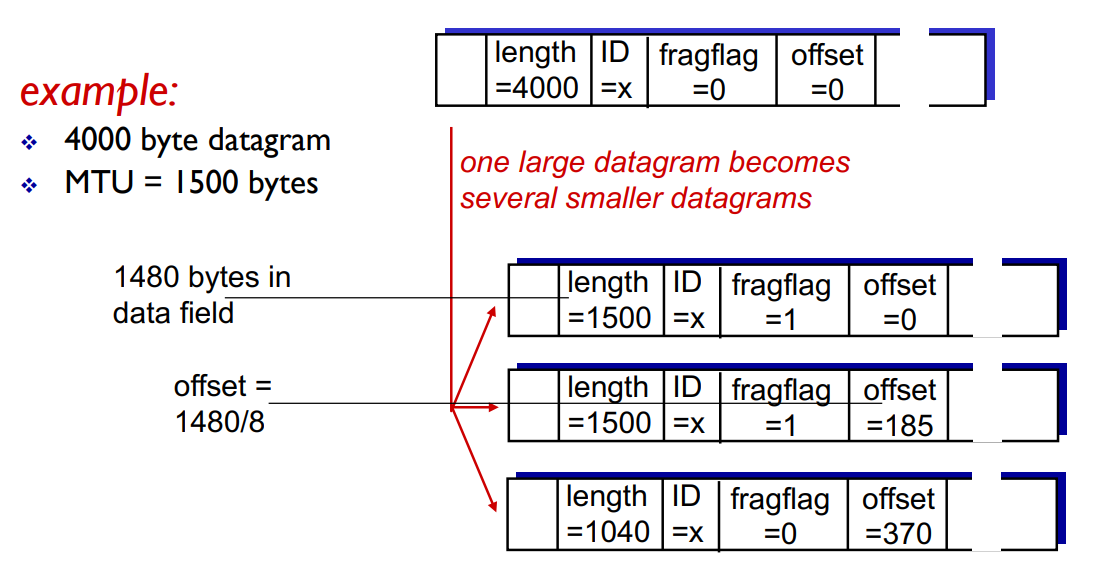 example:
❖ 4000 byte datagram
❖ MTU = 1500 bytes
length ID fragflag offset
=4000 =x =0 =0
one large datagram becomes
several smaller datagrams
1480 bytes in
data field
length ID fragflag offset
=1500 =x =1 =0
offset =
1480/8
length ID fragflag offset
=1500 =x =1 =185
length ID fragflag offset
=1040 =x =0 =370